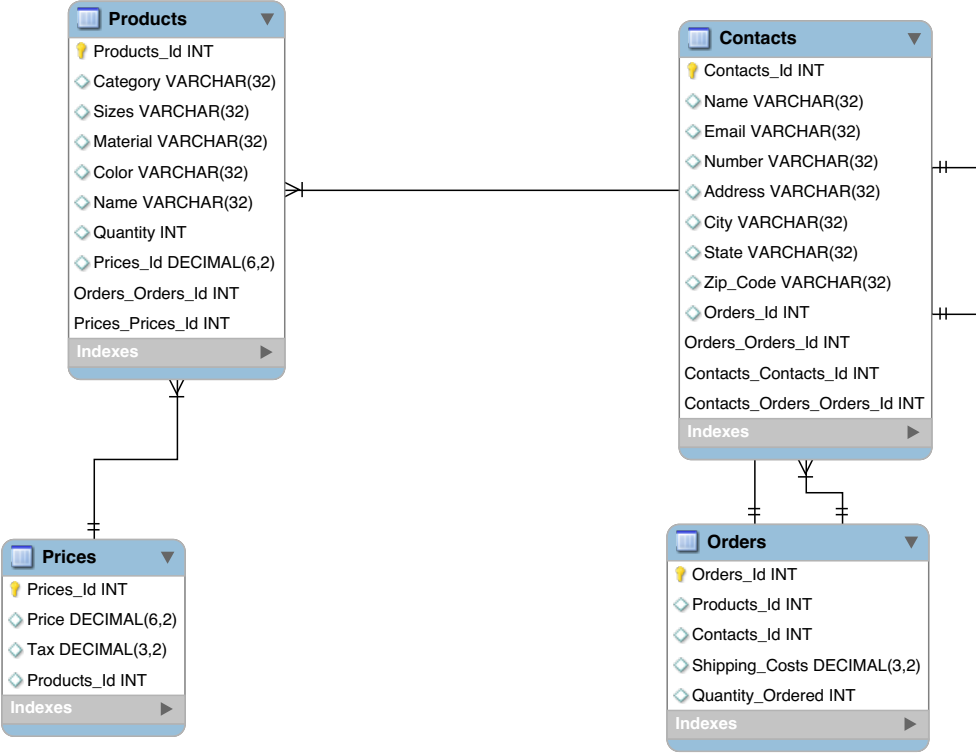 Products
Products_Id INT
Category VARCHAR(32)
Sizes VARCHAR(32)
Material VARCHAR(32)
Color VARCHAR(32)
Name VARCHAR(32)
Quantity INT
Prices_Id DECIMAL(6,2)
Orders_Orders_Id INT
Prices_Prices_Id INT
Indexes
Contacts
Contacts_Id INT
Name VARCHAR(32)
Email VARCHAR(32)
Number VARCHAR(32)
Address VARCHAR(32)
City VARCHAR(32)
State VARCHAR(32)
Zip_Code VARCHAR(32)
Orders_Id INT
Orders_Orders_Id INT
Contacts_Contacts_Id INT
Contacts_Orders_Orders_Id INT
Indexes
Prices
Prices_Id INT
Price DECIMAL(6,2)
Tax DECIMAL(3,2)
Products_Id INT
Indexes
Orders
Orders_Id INT
Products_Id INT
Contacts_Id INT
Shipping_Costs DECIMAL(3,2)
Quantity_Ordered INT
Indexes